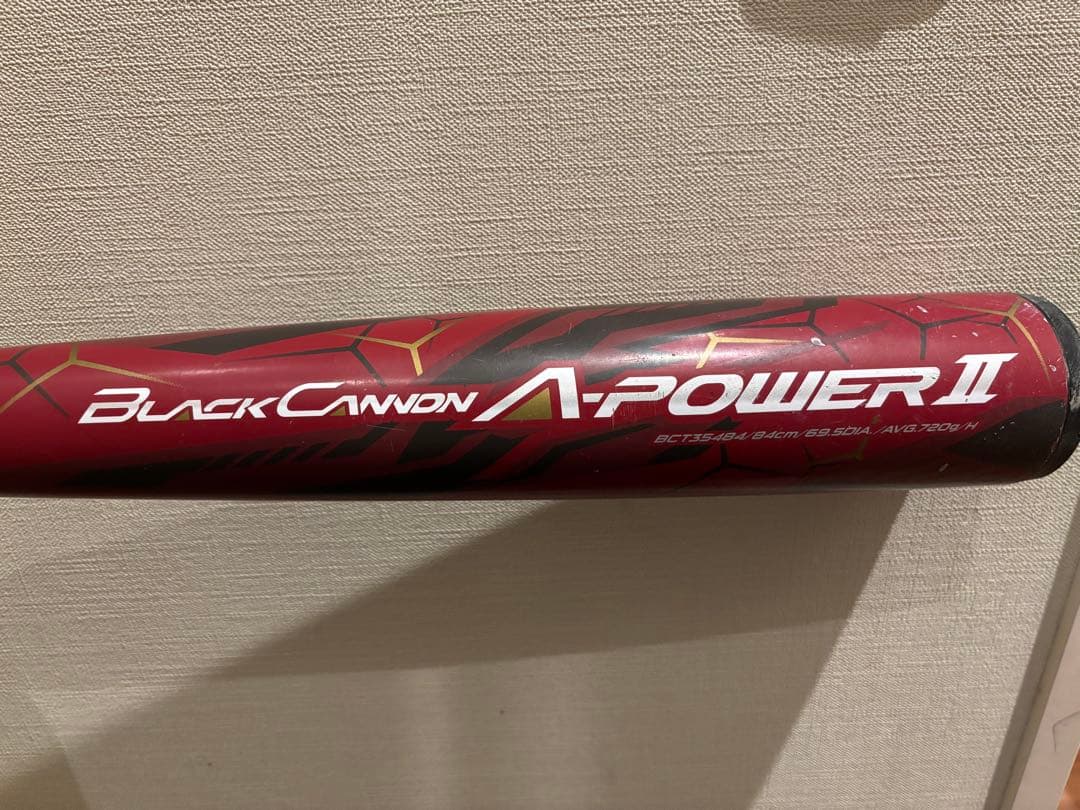 BLACK CANNON A-POWER II
BCT35484/84cm/69.5DIA./AVG.720g/H